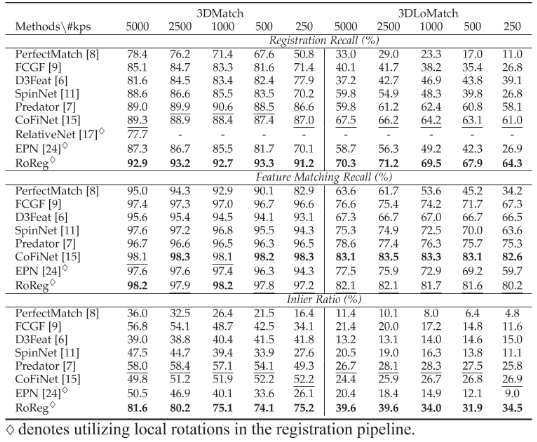 3DMatch 3DLoMatch
Methods\#kps 5000 2500 1000 500 250 5000 2500 1000 500 250
Registration Recall (%)
PerfectMatch [8] 78.4 76.2 71.4 67.6 50.8 33.0 29.0 23.3 17.0 11.0
FCGF [9] 85.1 84.7 83.3 81.6 71.4 40.1 41.7 38.2 35.4 26.8
D3Feat [6] 81.6 84.5 83.4 82.4 77.9 37.2 42.7 46.9 43.8 39.1
SpinNet [11] 88.6 86.6 85.5 83.5 70.2 59.8 54.9 48.3 39.8 26.8
Predator [7] 89.0 89.9 90.6 88.5 86.6 59.8 61.2 62.4 60.8 58.1
CoFiNet [15] 89.3 88.9 88.4 87.4 87.0 67.5 66.2 64.2 63.1 61.0
RelativeNet [17]◇ 77.7 - - - - - - - - -
EPN [24]◇ 87.3 86.7 85.5 81.7 70.1 58.7 56.3 49.2 42.3 26.9
RoReg◇ 92.9 93.2 92.7 93.3 91.2 70.3 71.2 69.5 67.9 64.3
Feature Matching Recall (%)
PerfectMatch [8] 95.0 94.3 92.9 90.1 82.9 63.6 61.7 53.6 45.2 34.2
FCGF [9] 97.4 97.3 97.0 96.7 96.6 76.6 75.4 74.2 71.7 67.3
D3Feat [6] 95.6 95.4 94.5 94.1 93.1 67.3 66.7 67.0 66.7 66.5
SpinNet [11] 97.6 97.2 96.8 95.5 94.3 75.3 74.9 72.5 70.0 63.6
Predator [7] 96.7 96.6 96.5 96.3 96.5 78.6 77.4 76.3 75.7 75.3
CoFiNet [15] 98.1 98.3 98.1 98.2 98.3 83.1 83.5 83.3 83.1 82.6
EPN [24]◇ 97.6 97.6 97.4 96.3 94.3 77.5 75.9 72.9 69.2 59.7
RoReg◇ 98.2 97.9 98.2 97.8 97.2 82.1 82.1 81.7 81.6 80.2
Inlier Ratio (%)
PerfectMatch [8] 36.0 32.5 26.4 21.5 16.4 11.4 10.1 8.0 6.4 4.8
FCGF [9] 56.8 54.1 48.7 42.5 34.1 21.4 20.0 17.2 14.8 11.6
D3Feat [6] 39.0 38.8 40.4 41.5 41.8 13.2 13.1 14.0 14.6 15.0
SpinNet [11] 47.5 44.7 39.4 33.9 27.6 20.5 19.0 16.3 13.8 11.1
Predator [7] 58.0 58.4 57.1 54.1 49.3 26.7 28.1 28.3 27.5 25.8
CoFiNet [15] 49.8 51.2 51.9 52.2 52.2 24.4 25.9 26.7 26.8 26.9
EPN [24]◇ 50.5 46.9 40.1 33.6 26.1 20.4 18.4 14.9 12.1 9.0
RoReg◇ 81.6 80.2 75.1 74.1 75.2 39.6 39.6 34.0 31.9 34.5
◇ denotes utilizing local rotations in the registration pipeline.